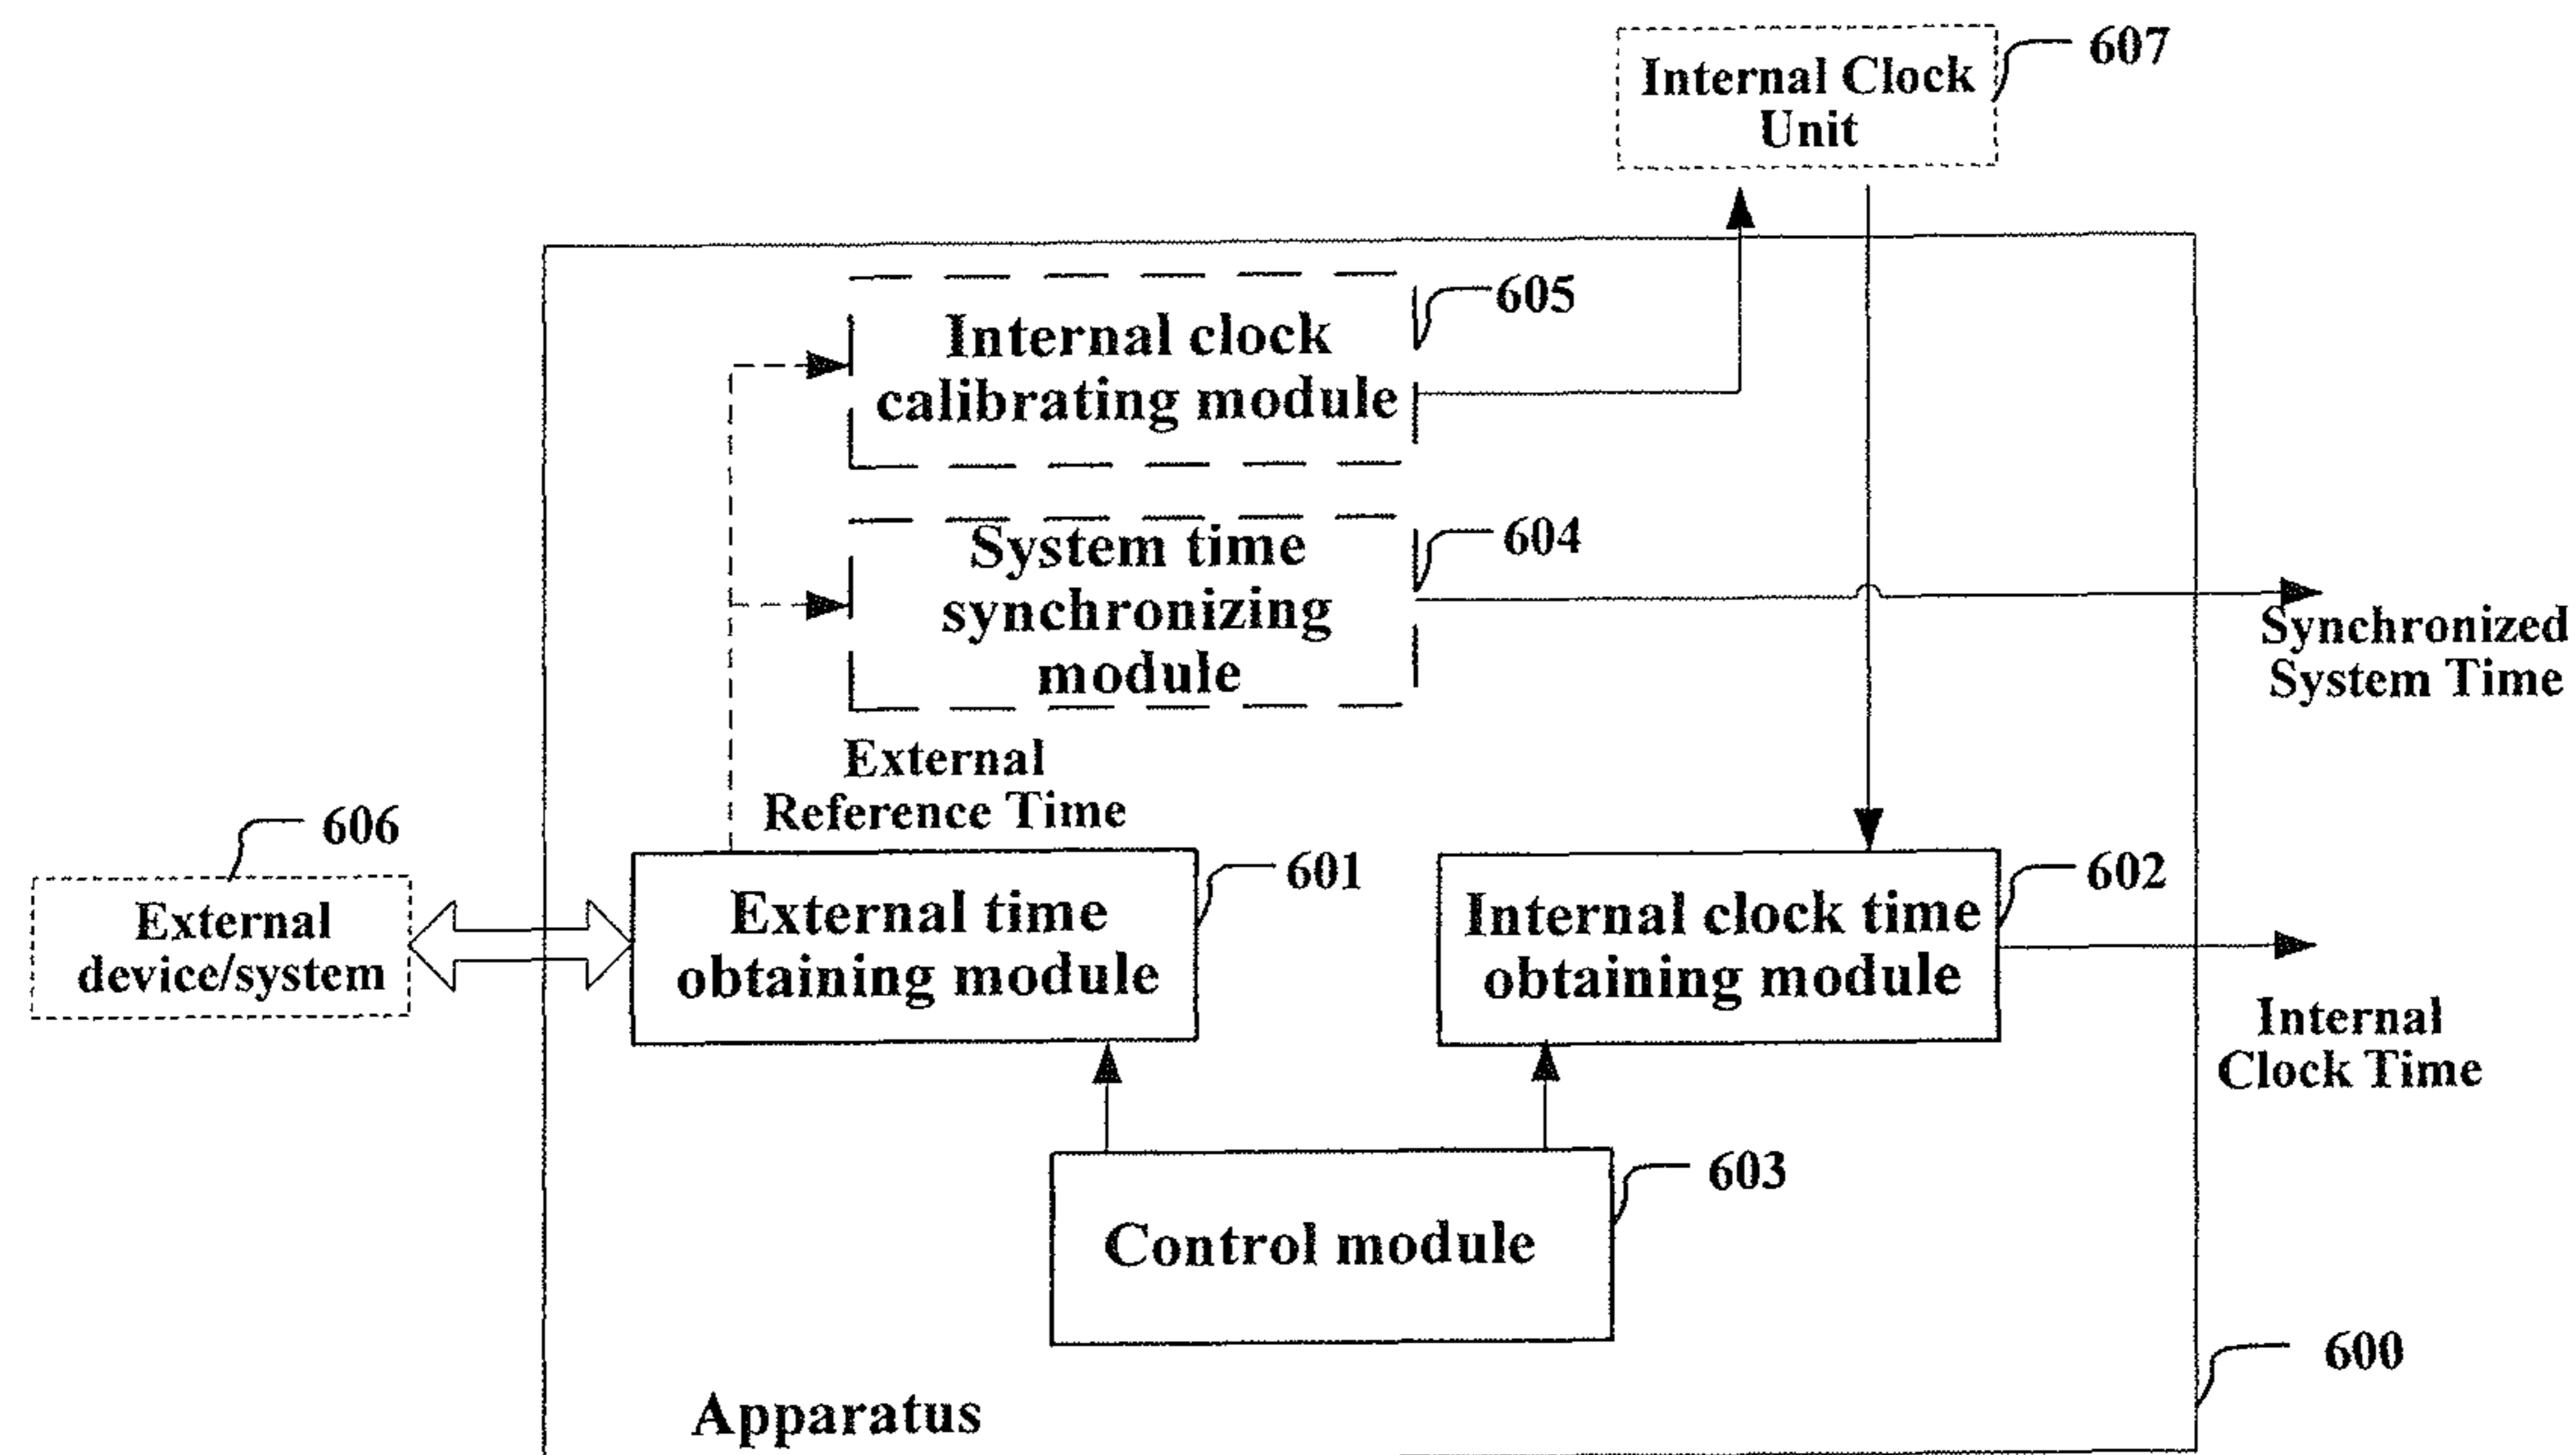 607
Internal Clock
Unit
605
Internal clock
calibrating module
604
System time
synchronizing
module
Synchronized
System Time
External
Reference Time
606
External
device/system
601
External time
obtaining module
602
Internal clock time
obtaining module
Internal
Clock Time
603
Control module
600
Apparatus